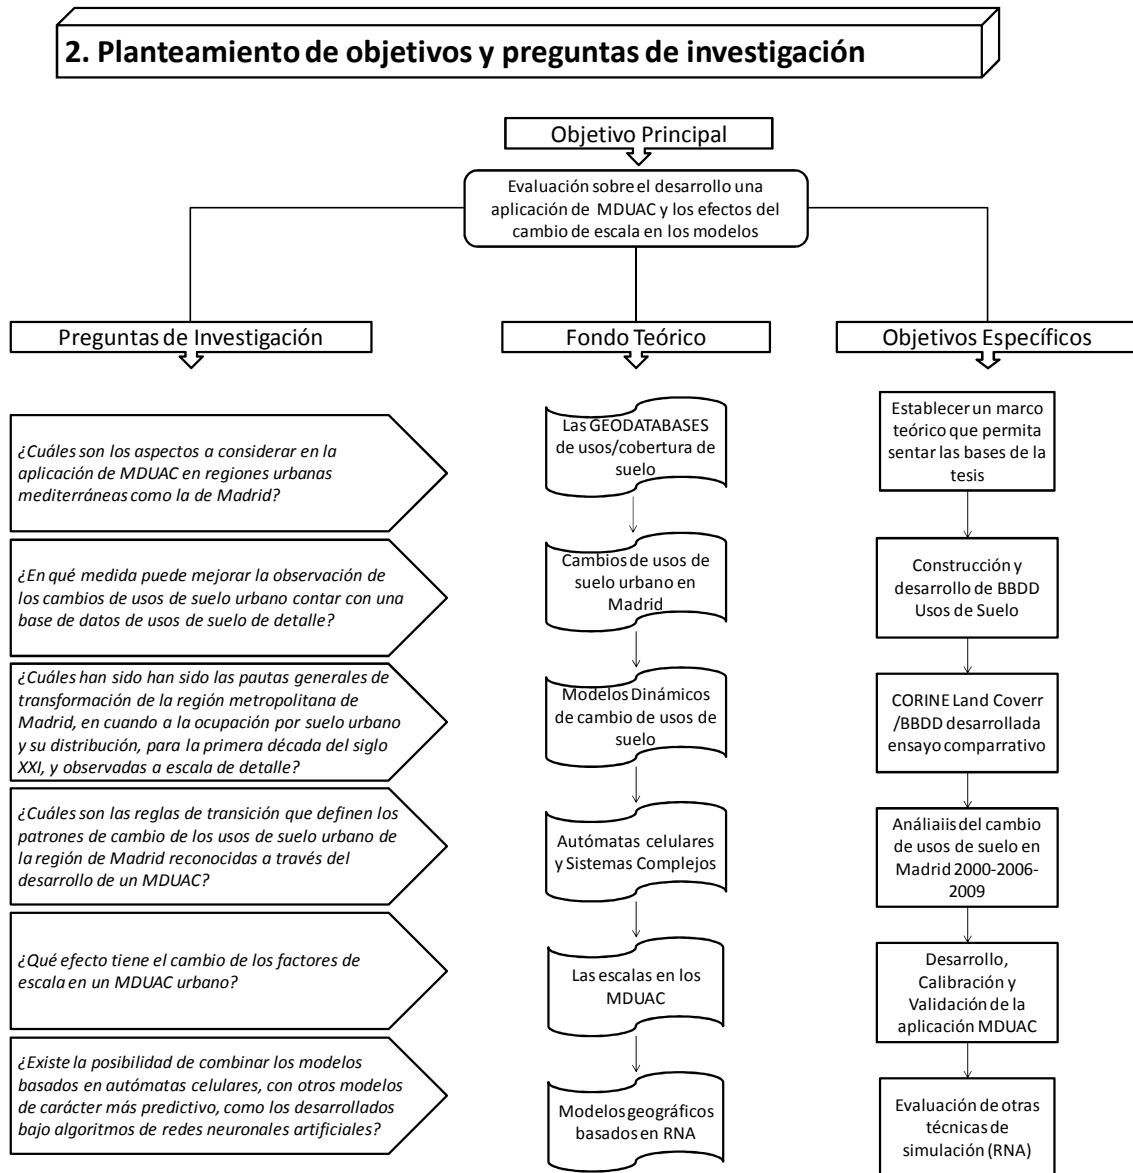 2. Planteamiento de objetivos y preguntas de investigación
Objetivo Principal
Evaluación sobre el desarrollo una
aplicación de MDUAC y los efectos del
cambio de escala en los modelos
Preguntas de Investigación
¿Cuáles son los aspectos a considerar en la
aplicación de MDUAC en regiones urbanas
mediterráneas como la de Madrid?
¿En qué medida puede mejorar la observación de
los cambios de usos de suelo urbano contar con una
base de datos de usos de suelo de detalle?
¿Cuáles han sido han sido las pautas generales de
transformación de la región metropolitana de
Madrid, en cuando a la ocupación por suelo urbano
y su distribución, para la primera década del siglo
XXI, y observadas a escala de detalle?
¿Cuáles son las reglas de transición que definen los
patrones de cambio de los usos de suelo urbano de
la región de Madrid reconocidas a través del
desarrollo de un MDUAC?
¿Qué efecto tiene el cambio de los factores de
escala en un MDUAC urbano?
¿Existe la posibilidad de combinar los modelos
basados en autómatas celulares, con otros modelos
de carácter más predictivo, como los desarrollados
bajo algoritmos de redes neuronales artificiales?
Fondo Teórico
Las GEODATABASES
de usos/cobertura de
suelo
Cambios de usos de
suelo urbano en
Madrid
Modelos Dinámicos
de cambio de usos de
suelo
Autómatas celulares
y Sistemas Complejos
Las escalas en los
MDUAC
Modelos geográficos
basados en RNA
Objetivos Específicos
Establecer un marco
teórico que permita
sentar las bases de la
tesis
Construcción y
desarrollo de BBDD
Usos de Suelo
CORINE Land Coverr
/BBDD desarrollada
ensayo comparrativo
Análiaiis del cambio
de usos de suelo en
Madrid 2000-2006-
2009
Desarrollo,
Calibración y
Validación de la
aplicación MDUAC
Evaluación de otras
técnicas de
simulación (RNA)